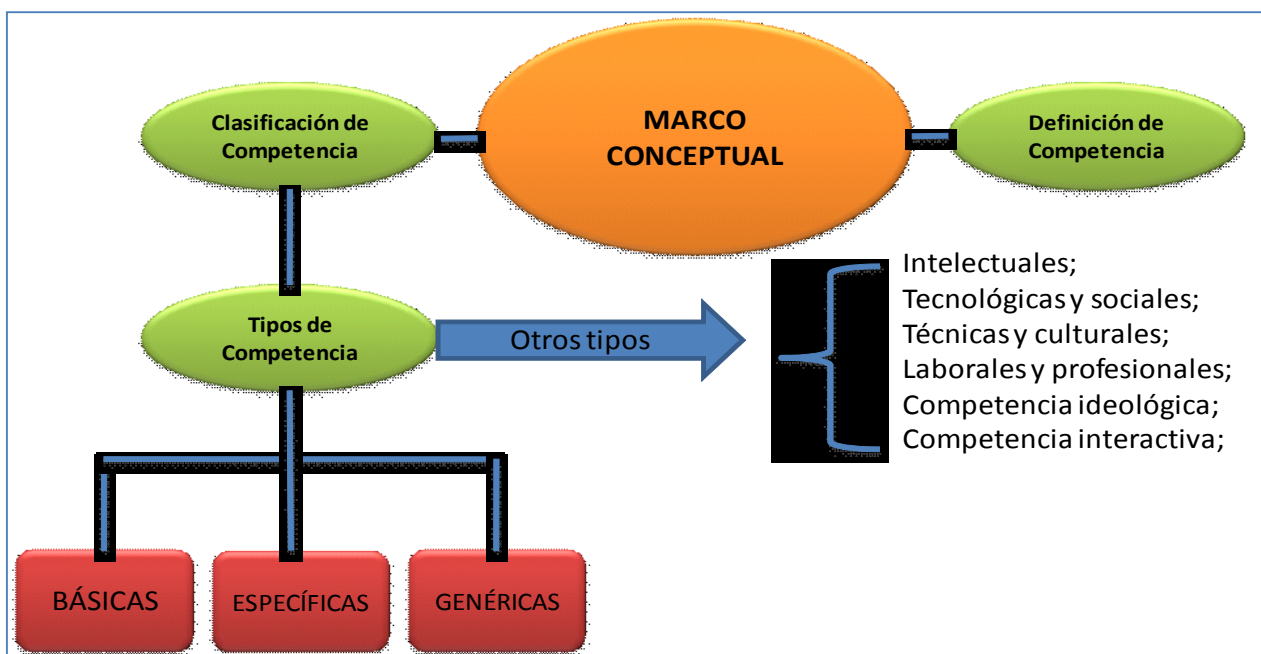 MARCO
CONCEPTUAL
Clasificación de
Competencia
Definición de
Competencia
Tipos de
Competencia
Otros tipos
Intelectuales;
Tecnológicas y sociales;
Técnicas y culturales;
Laborales y profesionales;
Competencia ideológica;
Competencia interactiva;
BÁSICAS
ESPECÍFICAS
GENÉRICAS